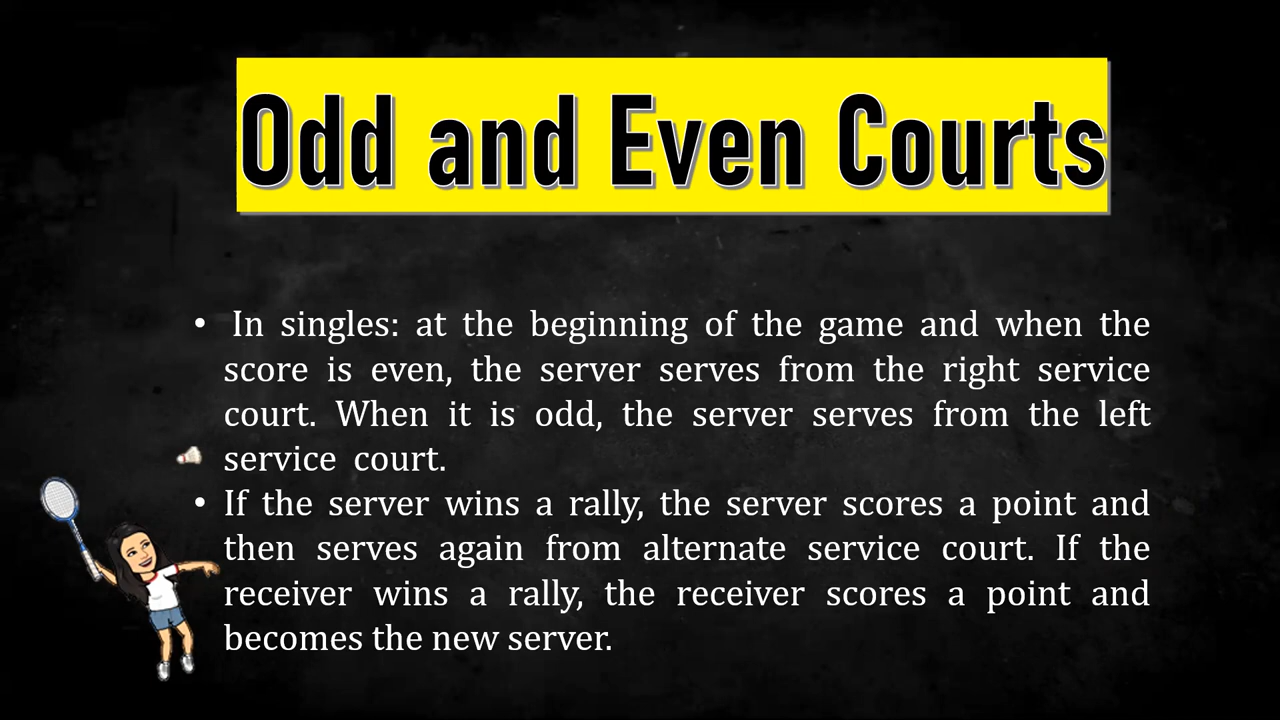 Odd and Even Courts
• In singles: at the beginning of the game and when the
score is even, the server serves from the right service
court. When it is odd, the server serves from the left
service court.
• If the server wins a rally, the server scores a point and
then serves again from alternate service court. If the
receiver wins a rally, the receiver scores a point and
becomes the new server.